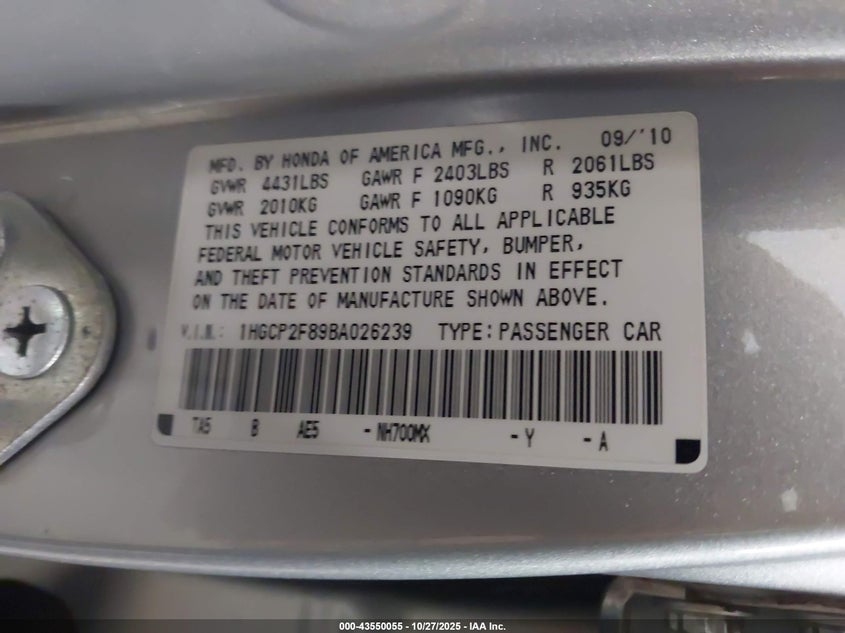 MFD. BY HONDA OF AMERICA MFG., INC. 09/'10
GVWR 4431LBS GAWR F 2403LBS R 2061LBS
GVWR 2010KG GAWR F 1090KG R 935KG
THIS VEHICLE CONFORMS TO ALL APPLICABLE
FEDERAL MOTOR VEHICLE SAFETY, BUMPER,
AND THEFT PREVENTION STANDARDS IN EFFECT
ON THE DATE OF MANUFACTURE SHOWN ABOVE.
V.I.N.: 1HGCP2F89BA026239 TYPE: PASSENGER CAR
TA5 B AE5 -NH700MX -Y -A
000-43550055 | 10/27/2025 - IAA Inc.